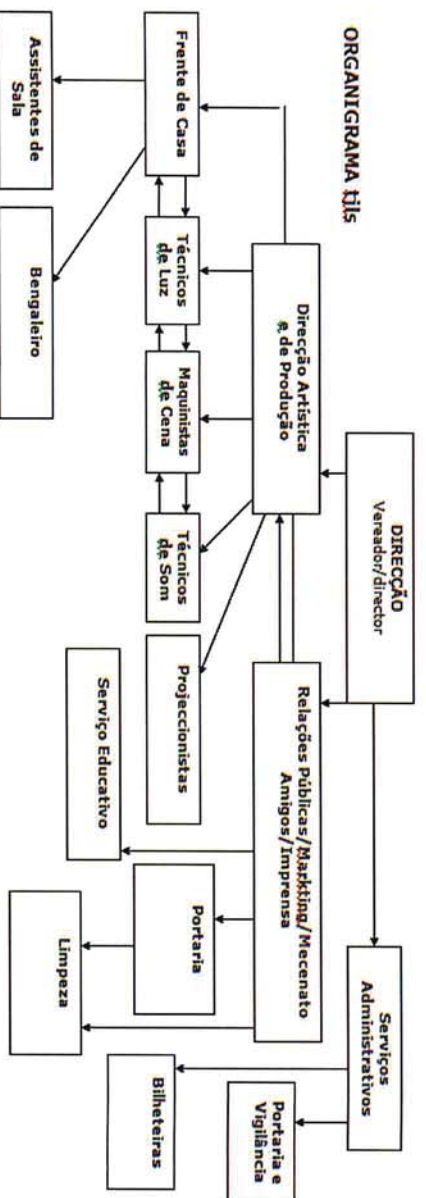 ORGANIGRAMA tjls
DIRECÇÃO
Vereador/director
Direcção Artística
e de Produção
Relações Públicas/Markting/Mecenato
Amigos/Imprensa
Serviços
Administrativos
Frente de Casa
Técnicos
de Luz
Maquinistas
de Cena
Técnicos
de Som
Projeccionistas
Serviço Educativo
Portaria
Limpeza
Bilheteiras
Portaria e
Vigilância
Assistentes de
Sala
Bengaleiro